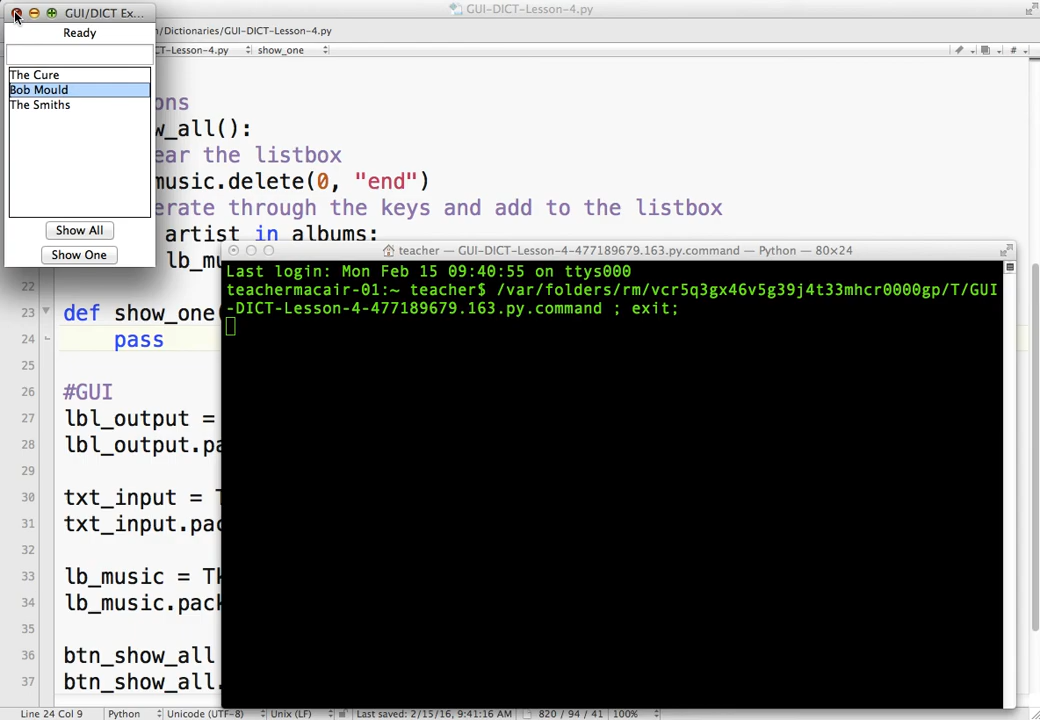 GUI/DICT Ex...
Ready
The Cure
Bob Mould
The Smiths
Show All
Show One
GUI-DICT-Lesson-4.py
/Dictionaries/GUI-DICT-Lesson-4.py
CT-Lesson-4.py show_one #
ons
w_all():
ear the listbox
music.delete(0, "end")
erate through the keys and add to the listbox
artist in albums:
lb_mu
22
23 def show_one(
24 pass
25
26 #GUI
27 lbl_output =
28 lbl_output.pa
29
30 txt_input = T
31 txt_input.pac
32
33 lb_music = Tk
34 lb_music.pack
35
36 btn_show_all
37 btn_show_all.
teacher — GUI-DICT-Lesson-4-477189679.163.py.command — Python — 80×24
Last login: Mon Feb 15 09:40:55 on ttys000
teachermacair-01:~ teacher$ /var/folders/rm/vcr5q3gx46v5g39j4t33mhcr0000gp/T/GUI
-DICT-Lesson-4-477189679.163.py.command ; exit;
Line 24 Col 9 Python Unicode (UTF-8) Unix (LF) Last saved: 2/15/16, 9:41:16 AM 820 / 94 / 41 100%